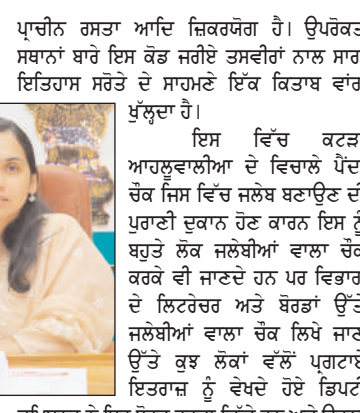 ਪ੍ਰਾਚੀਨ ਰਸਤਾ ਆਦਿ ਜ਼ਿਕਰਯੋਗ ਹੈ। ਉਪਰੋਕਤ
ਸਥਾਨਾਂ ਬਾਰੇ ਇਸ ਕੋਡ ਜਰੀਏ ਤਸਵੀਰਾਂ ਨਾਲ ਸਾਰਾ
ਇਤਿਹਾਸ ਸਰੋਤੇ ਦੇ ਸਾਹਮਣੇ ਇੱਕ ਕਿਤਾਬ ਵਾਂਗ
ਖੁੱਲ੍ਹਦਾ ਹੈ।
ਇਸ ਵਿੱਚ ਕਟੜਾ
ਆਹਲੂਵਾਲੀਆ ਦੇ ਵਿਚਾਲੇ ਪੈਂਦਾ
ਚੌਕ ਜਿਸ ਵਿੱਚ ਜਲੇਬ ਬਣਾਉਣ ਦੀ
ਪੁਰਾਣੀ ਦੁਕਾਨ ਹੋਣ ਕਾਰਨ ਇਸ ਨੂੰ
ਬਹੁਤੇ ਲੋਕ ਜਲੇਬੀਆਂ ਵਾਲਾ ਚੌਕ
ਕਰਕੇ ਵੀ ਜਾਣਦੇ ਹਨ ਪਰ ਵਿਭਾਗ
ਦੇ ਲਿਟਰੇਚਰ ਅਤੇ ਬੋਰਡਾਂ ਉੱਤੇ
ਜਲੇਬੀਆਂ ਵਾਲਾ ਚੌਕ ਲਿਖੇ ਜਾਣ
ਉੱਤੇ ਕੁਝ ਲੋਕਾਂ ਵੱਲੋਂ ਪ੍ਰਗਟਾਏ
ਇਤਰਾਜ਼ ਨੂੰ ਵੇਖਦੇ ਹੋਏ ਡਿਪਟੀ